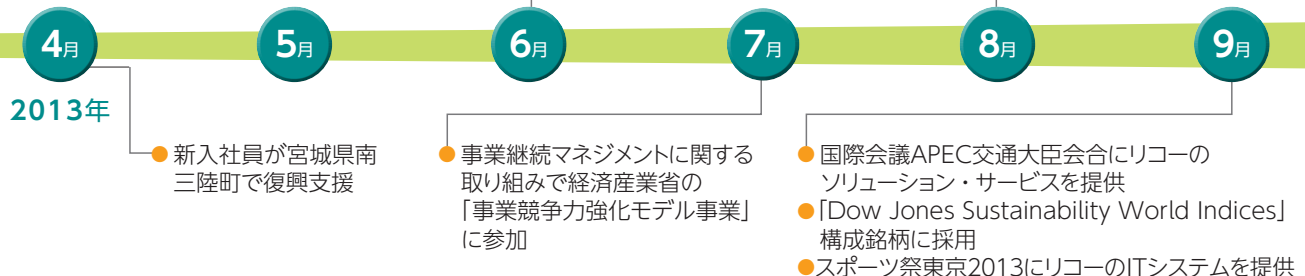 4月
5月
6月
7月
8月
9月
2013年
● 新入社員が宮城県南
三陸町で復興支援
● 事業継続マネジメントに関する
取り組みで経済産業省の
「事業競争力強化モデル事業」
に参加
● 国際会議APEC交通大臣会合にリコーの
ソリューション・サービスを提供
● 「Dow Jones Sustainability World Indices」
構成銘柄に採用
● スポーツ祭東京2013にリコーのITシステムを提供